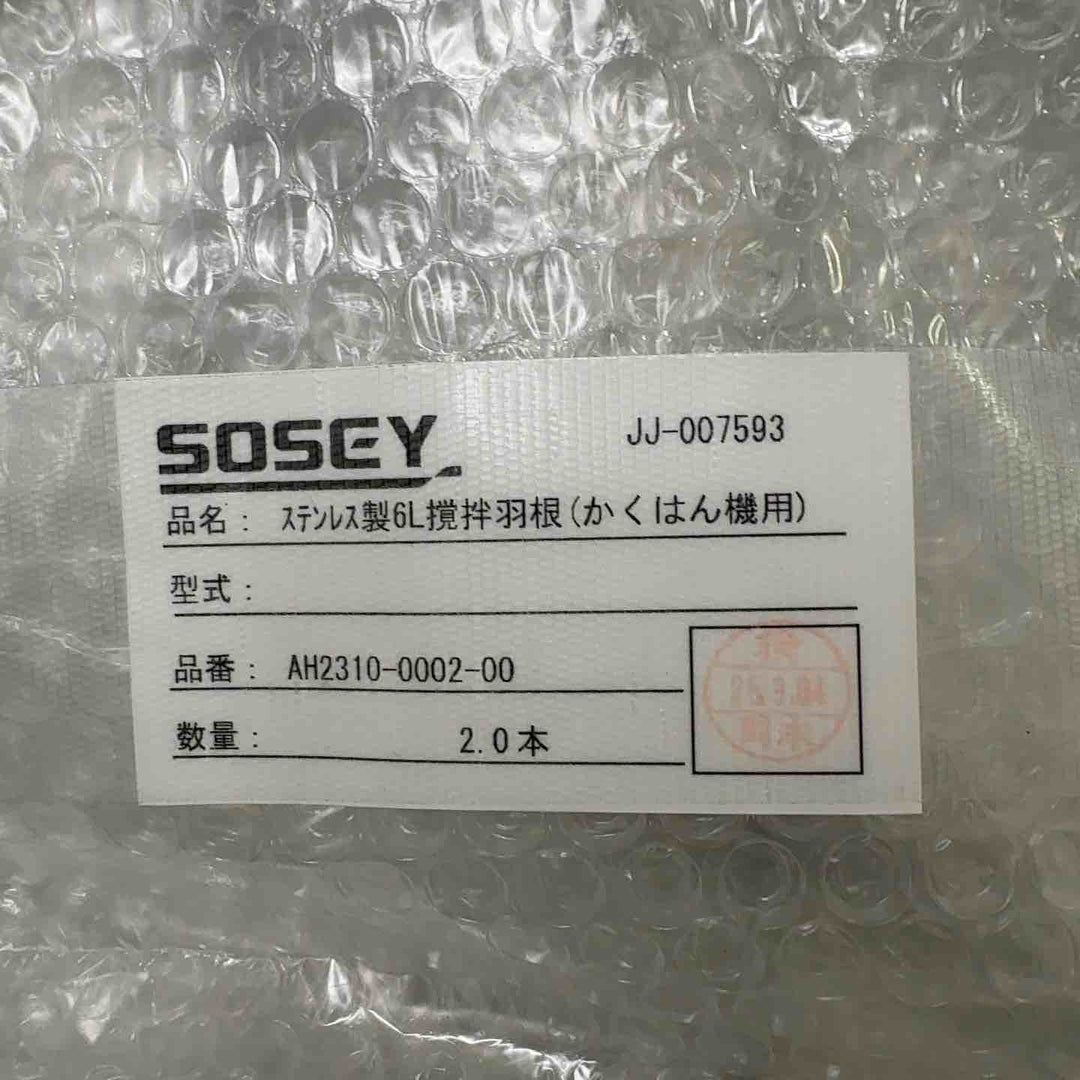 SOSEY
JJ-007593
品名： ｽﾃﾝﾚｽ製6L撹拌羽根(かくはん機用)
型式：
品番： AH2310-0002-00
数量： 2.0本